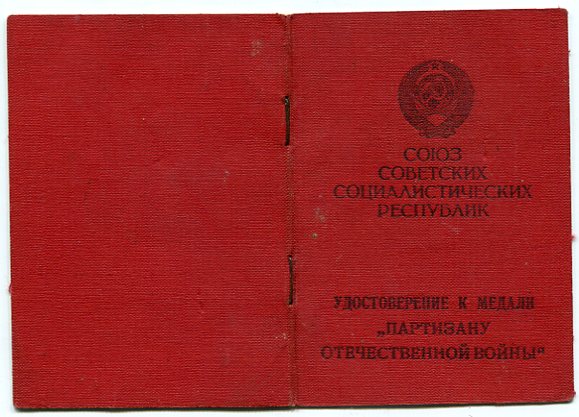 СОЮЗ
СОВЕТСКИХ
СОЦИАЛИСТИЧЕСКИХ
РЕСПУБЛИК
УДОСТОВЕРЕНИЕ К МЕДАЛИ
„ПАРТИЗАНУ
ОТЕЧЕСТВЕННОЙ ВОЙНЫ“